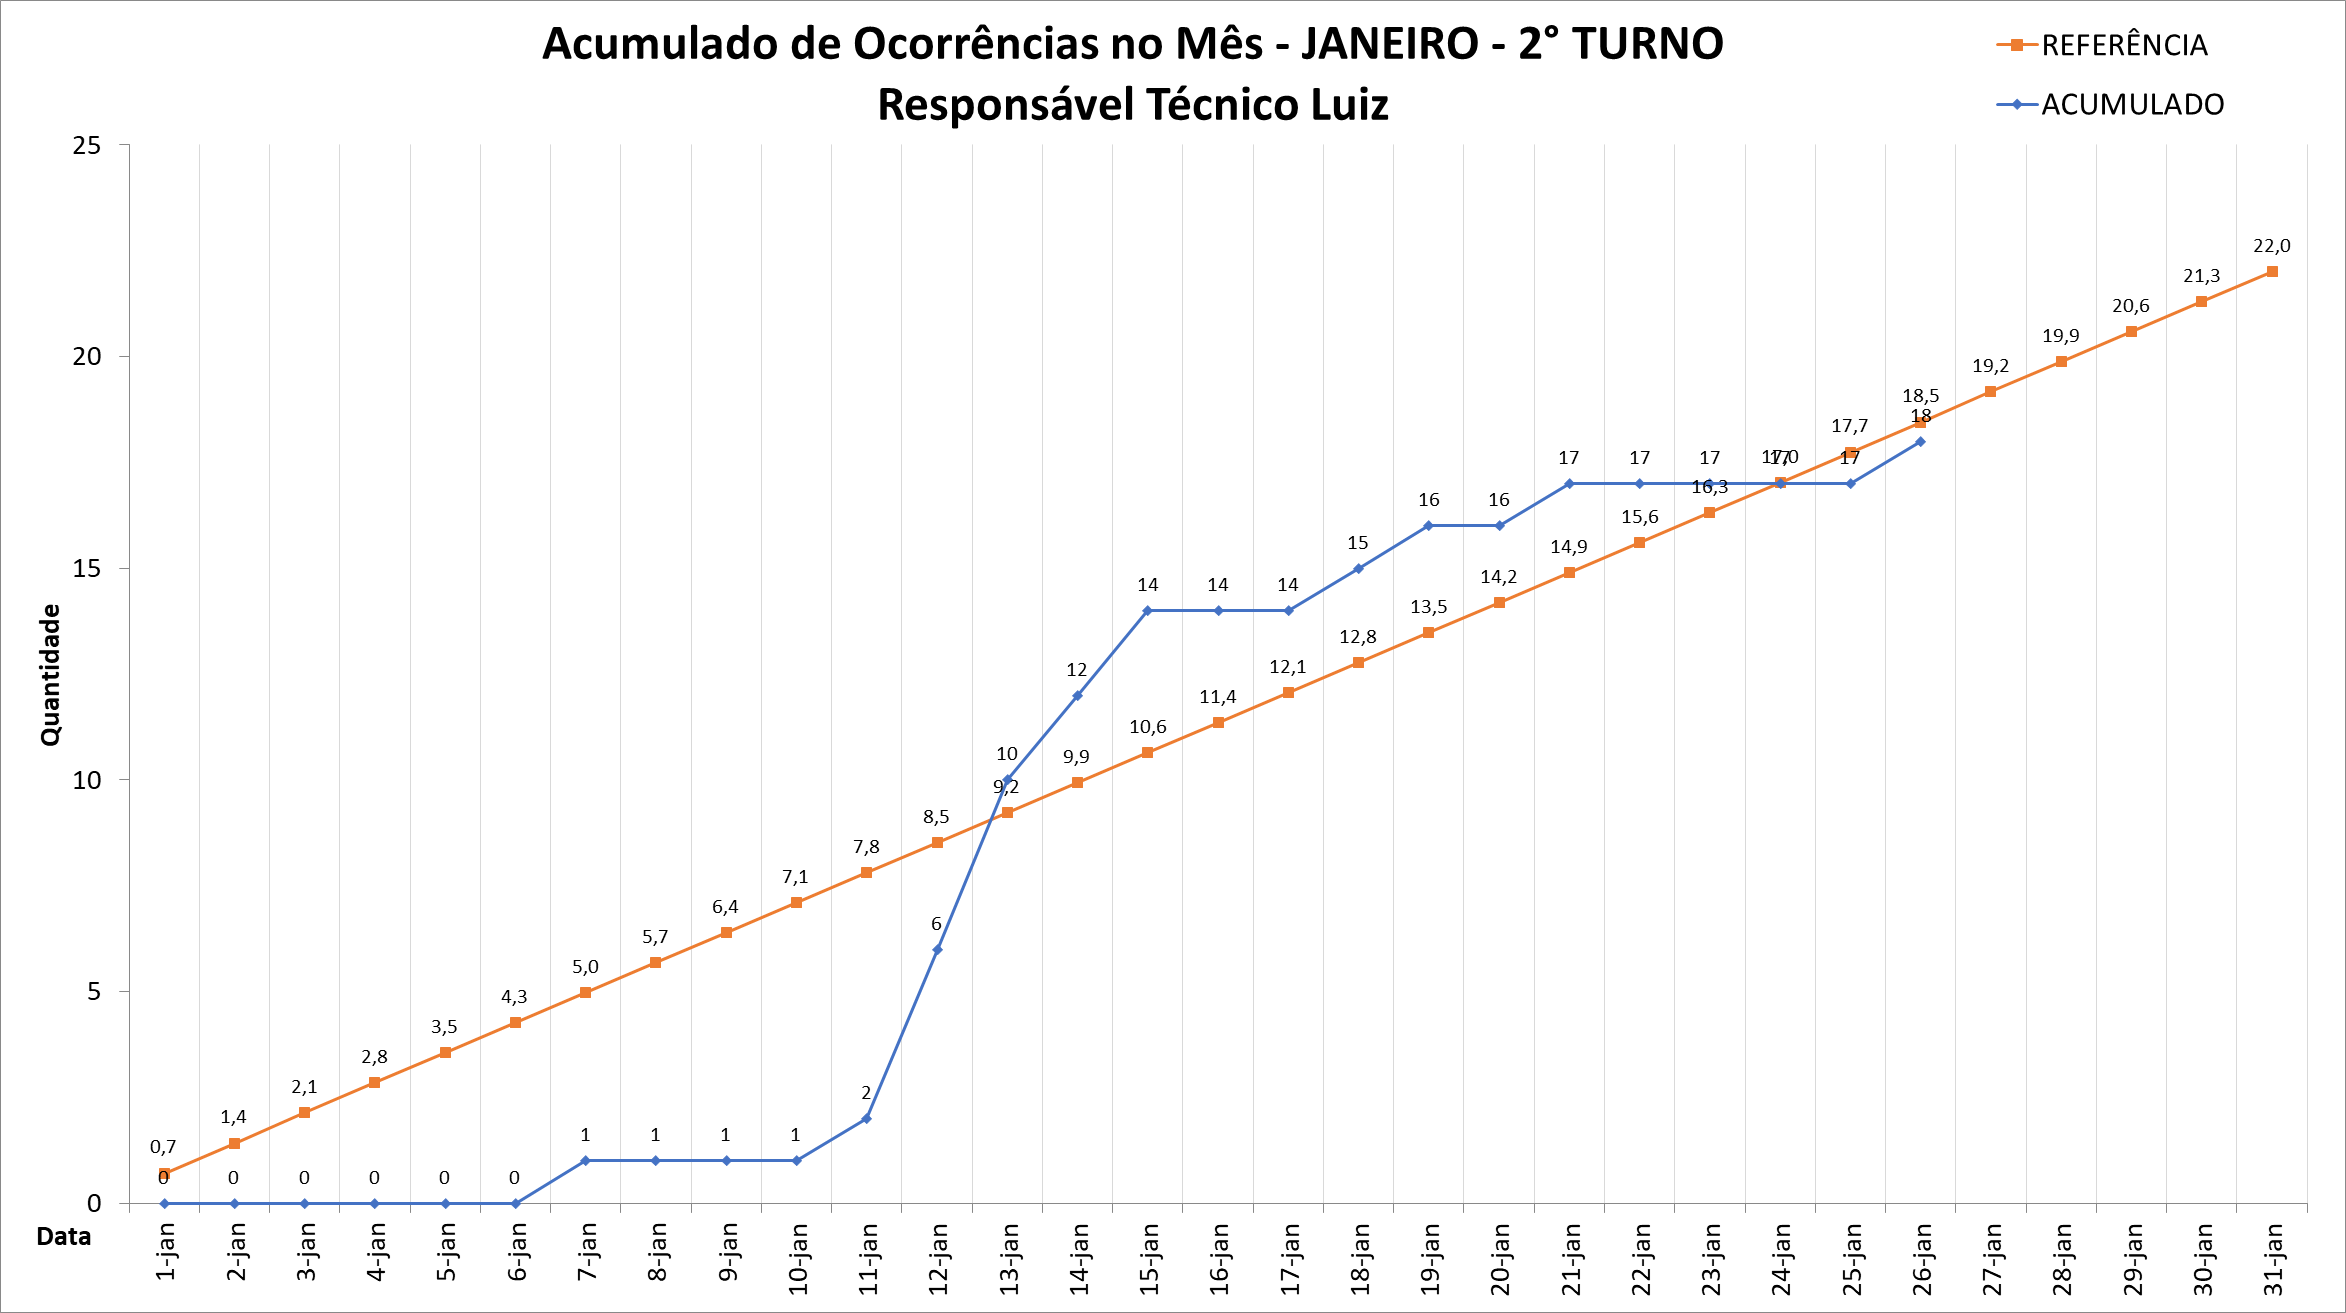 Acumulado de Ocorrências no Mês - JANEIRO - 2° TURNO
Responsável Técnico Luiz
REFERÊNCIA
ACUMULADO
25
20
15
10
5
0
Quantidade
Data
0,7
1,4
2,1
2,8
3,5
4,3
5,0
5,7
6,4
7,1
7,8
8,5
9,2
9,9
10,6
11,4
12,1
12,8
13,5
14,2
14,9
15,6
16,3
17,0
17,7
18,5
19,2
19,9
20,6
21,3
22,0
0
0
0
0
0
0
1
1
1
1
2
6
10
12
14
14
14
15
16
16
17
17
17
17
17
18
1-jan
2-jan
3-jan
4-jan
5-jan
6-jan
7-jan
8-jan
9-jan
10-jan
11-jan
12-jan
13-jan
14-jan
15-jan
16-jan
17-jan
18-jan
19-jan
20-jan
21-jan
22-jan
23-jan
24-jan
25-jan
26-jan
27-jan
28-jan
29-jan
30-jan
31-jan